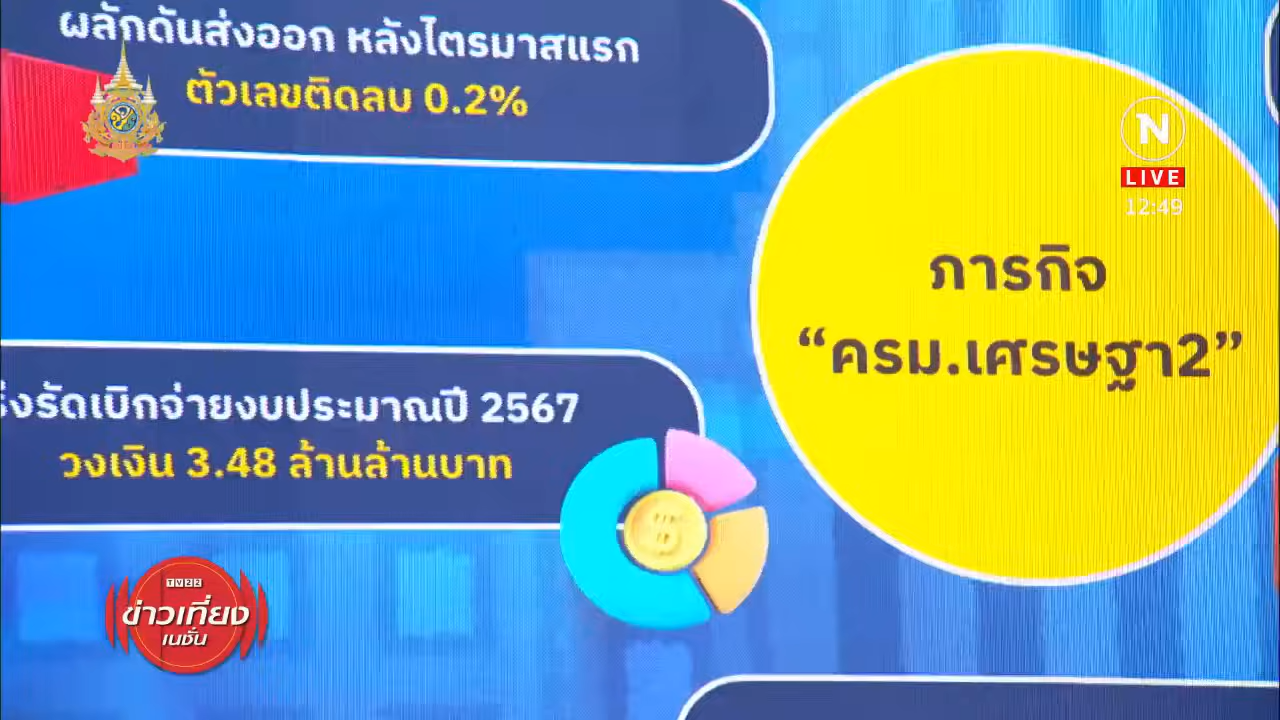 ผลักดันส่งออก หลังไตรมาสแรก
ตัวเลขติดลบ 0.2%
N
LIVE
12:49
ภารกิจ
“ครม.เศรษฐา2”
งรัดเบิกจ่ายงบประมาณปี 2567
วงเงิน 3.48 ล้านล้านบาท
TV22
ข่าวเที่ยง
เนชั่น